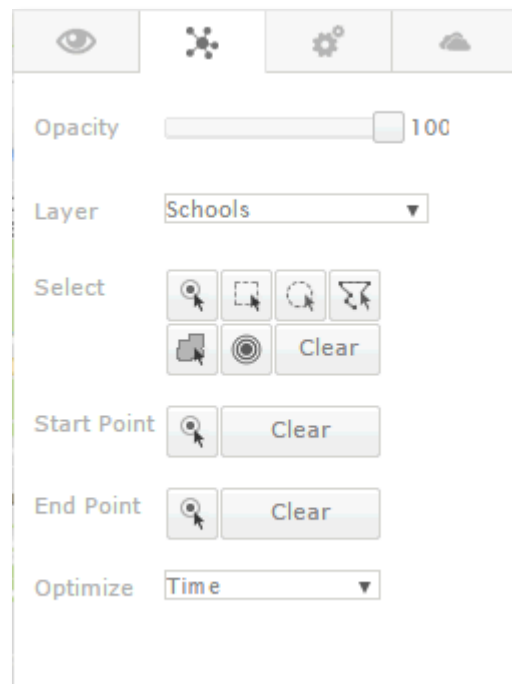 Opacity 100
Layer Schools
Select
Clear
Start Point Clear
End Point Clear
Optimize Time